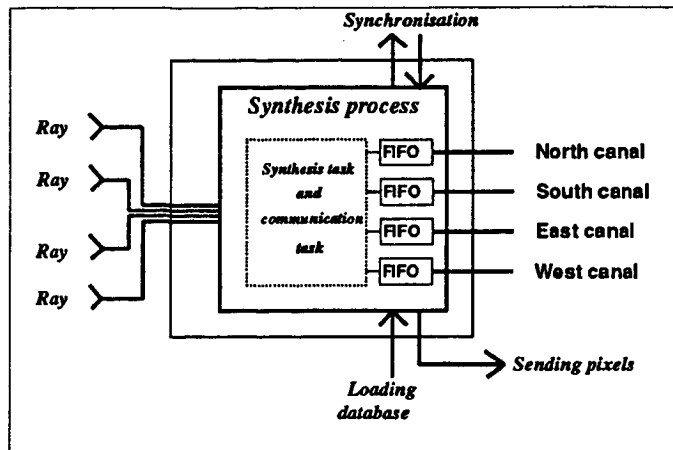 Synchronisation
Synthesis process
Ray
Ray
Ray
Ray
Synthesis task
and
communication
task
FIFO
FIFO
FIFO
FIFO
North canal
South canal
East canal
West canal
Loading
database
Sending pixels